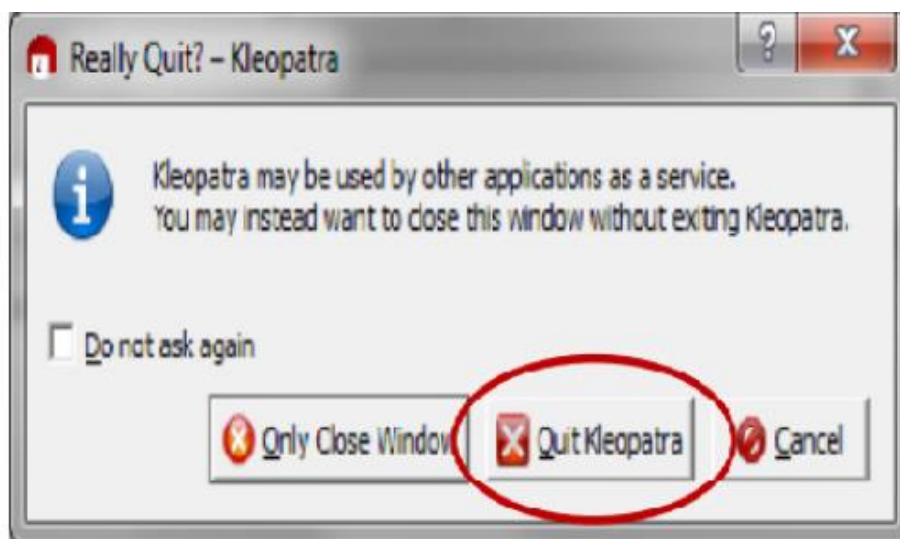 Really Quit? – Kleopatra
Kleopatra may be used by other applications as a service.
You may instead want to close this window without exiting Kleopatra.
Do not ask again
Only Close Window
Quit Kleopatra
Cancel